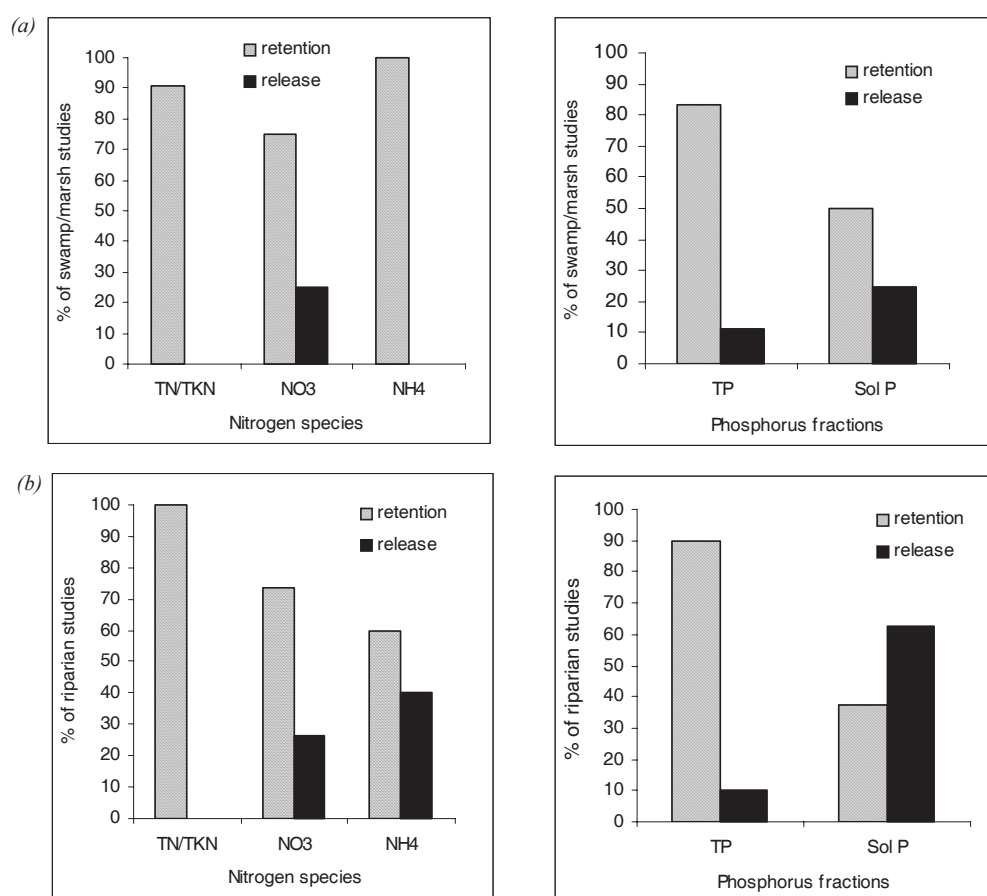 (a)
retention
release
100
90
80
70
60
50
40
30
20
10
0
% of swamp/marsh studies
TN/TKN NO3 NH4
Nitrogen species
retention
release
100
90
80
70
60
50
40
30
20
10
0
% of swamp/marsh studies
TP Sol P
Phosphorus fractions
(b)
retention
release
100
90
80
70
60
50
40
30
20
10
0
% of riparian studies
TN/TKN NO3 NH4
Nitrogen species
retention
release
100
90
80
70
60
50
40
30
20
10
0
% of riparian studies
TP Sol P
Phosphorus fractions